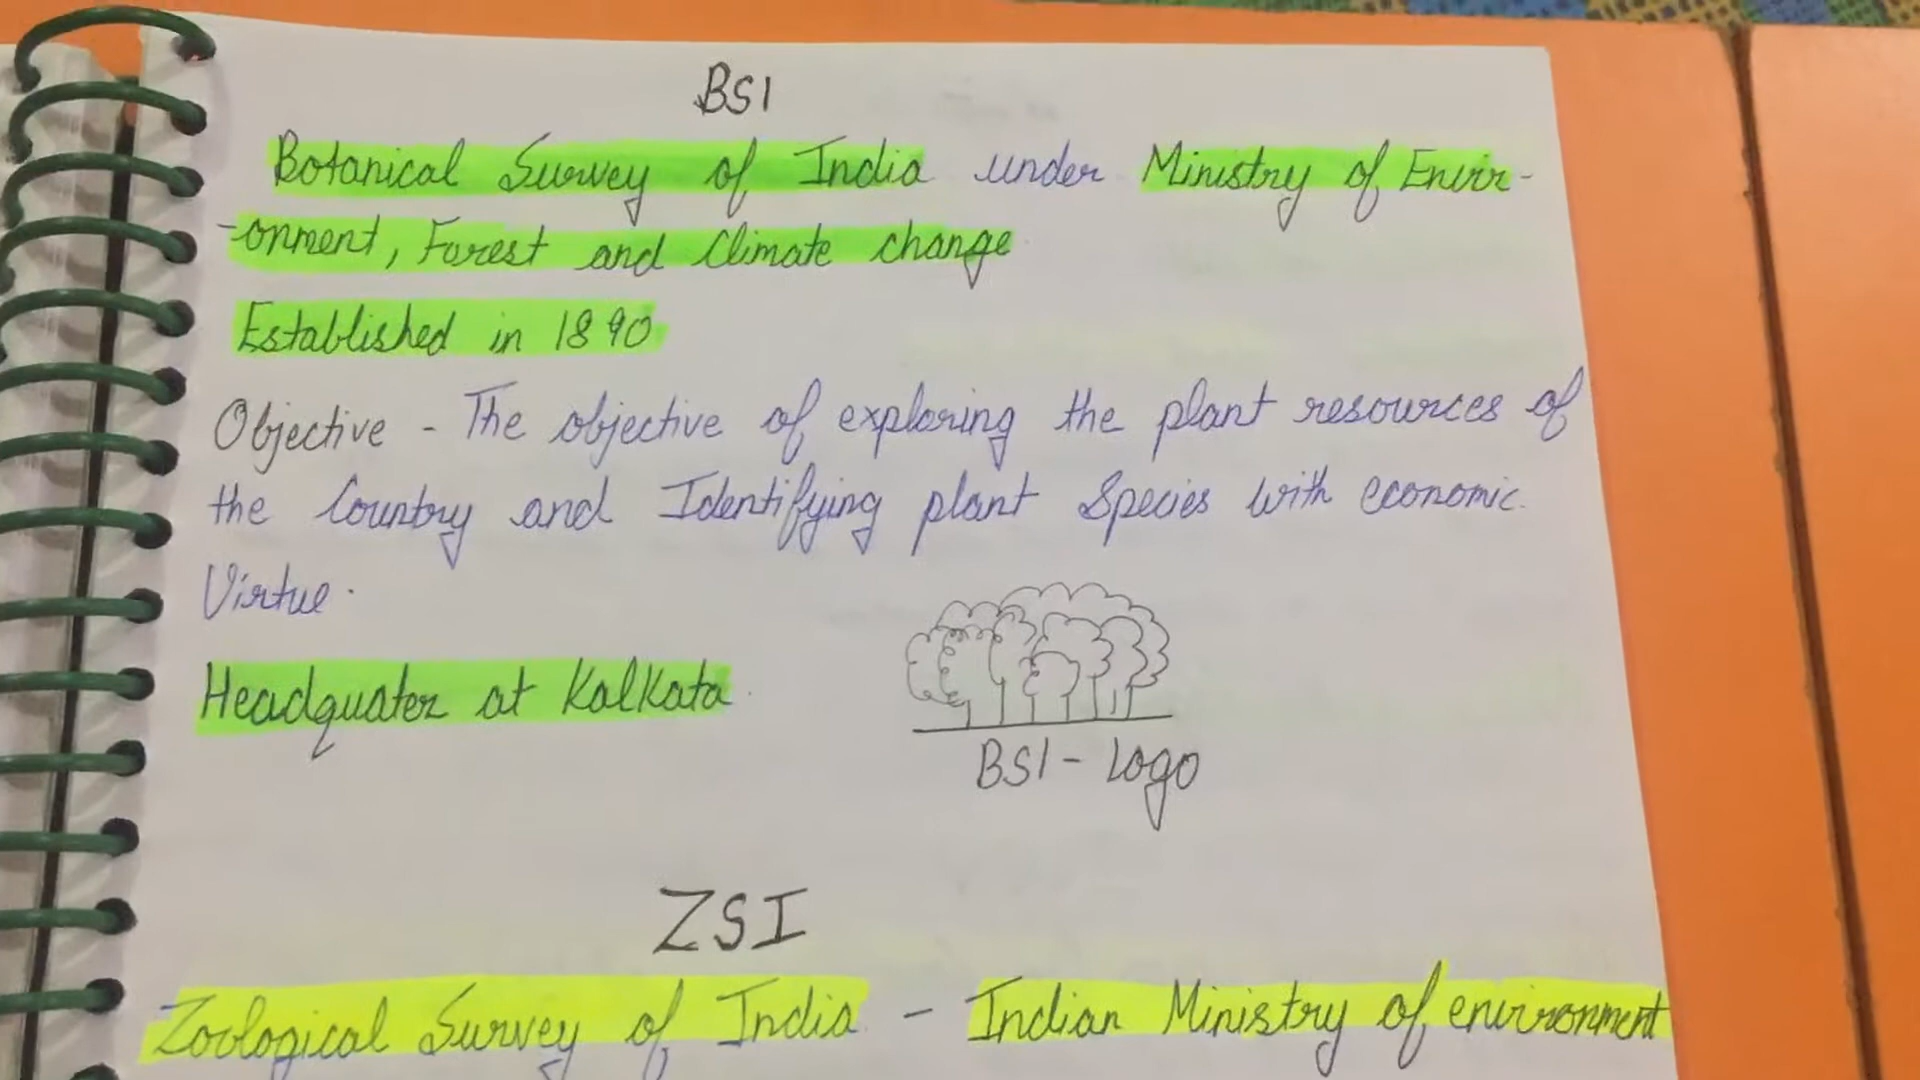 BSI
Botanical Survey of India under Ministry of Envir-
-onment, Forest and Climate change
Established in 1890
Objective - The objective of exploring the plant resources of
the Country and Identifying plant Species with economic
Virtue.
Headquater at Kolkata
BSI - Logo
ZSI
Zoological Survey of India - Indian Ministry of environment